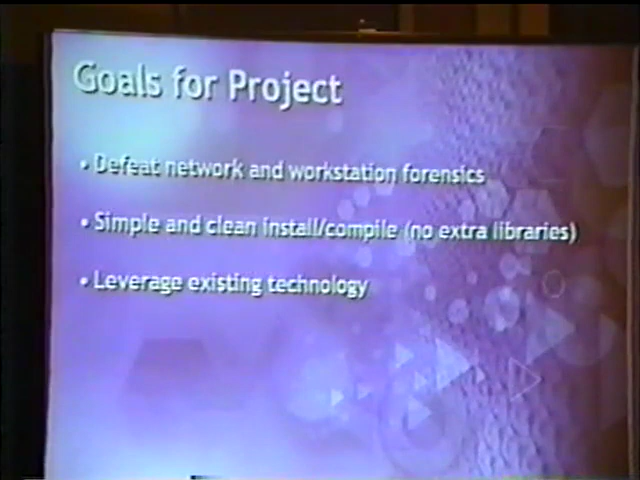 Goals for Project
• Defeat network and workstation forensics
• Simple and clean install/compile (no extra libraries)
• Leverage existing technology